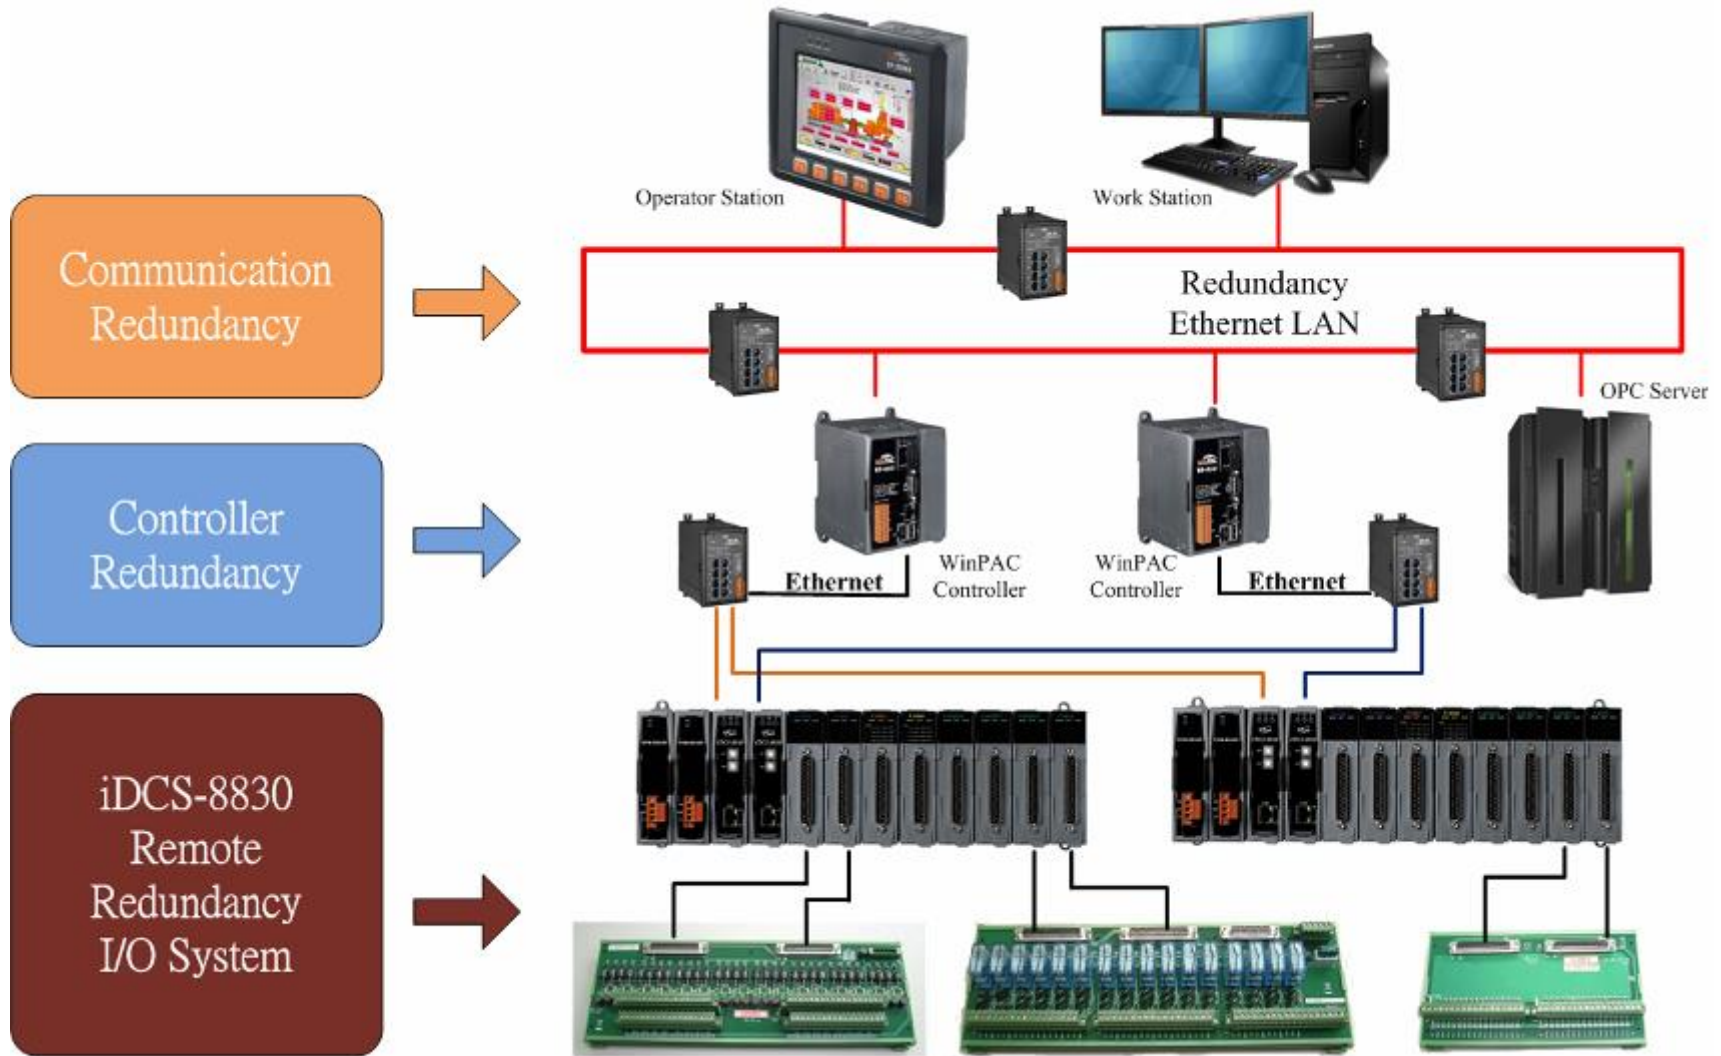 Operator Station
Work Station
Communication
Redundancy
Redundancy
Ethernet LAN
OPC Server
Controller
Redundancy
WinPAC
Controller
WinPAC
Controller
Ethernet
Ethernet
iDCS-8830
Remote
Redundancy
I/O System